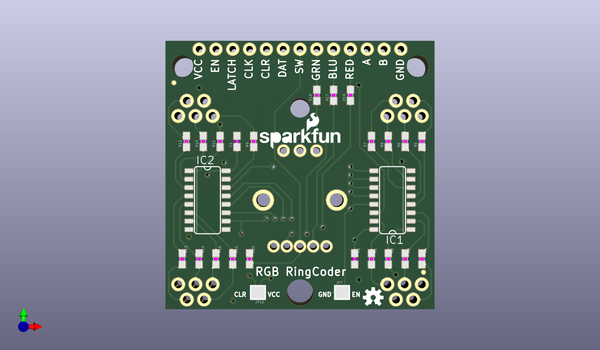 VCC EN LATCH CLK CLR DAT SW GRN BLU RED A B GND
sparkfun
IC2
IC1
RGB RingCoder
CLR VCC GND EN